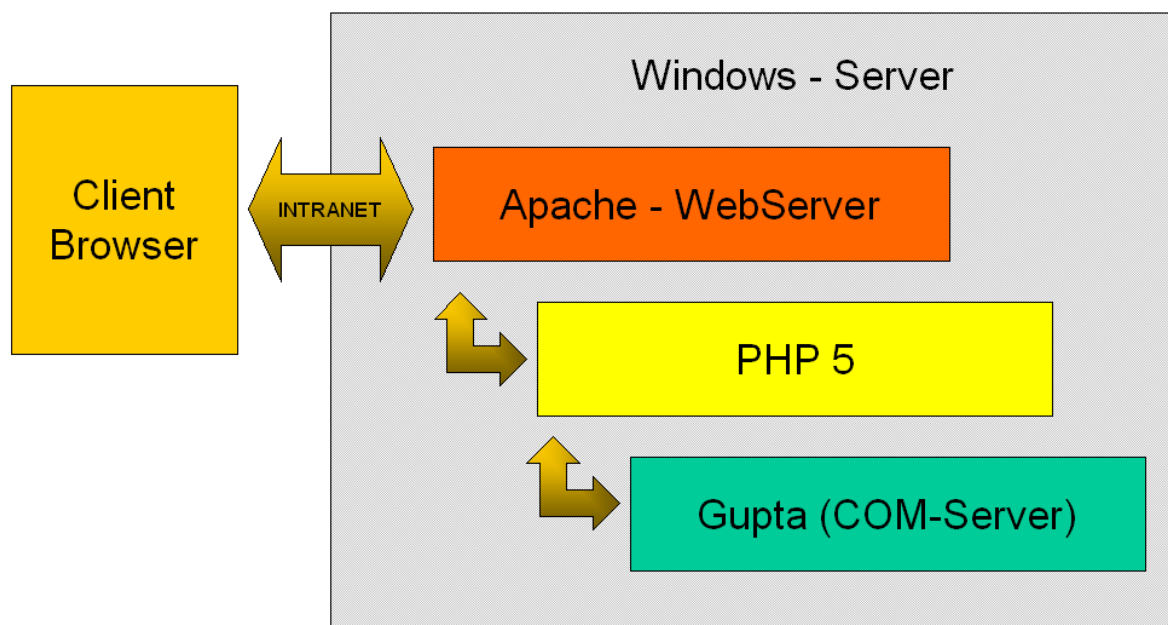 Windows - Server
Client
Browser
INTRANET
Apache - WebServer
PHP 5
Gupta (COM-Server)